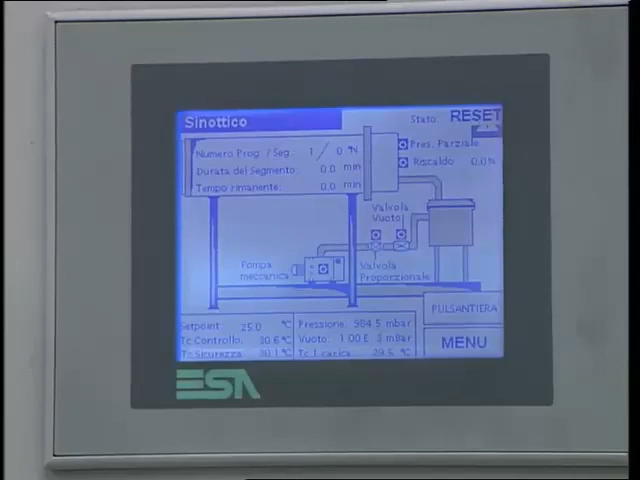 Sinottico
Stato: RESET
Numero Prog. / Seg.: 1 / 0 °N
Durata del Segmento: 0.0 min
Tempo rimanente: 0.0 min
Pres. Parziale
Riscaldo 0.0%
Valvola
Vuoto
Pompa
meccanica
Valvola
Proporzionale
PULSANTIERA
MENU
Setpoint: 25.0 °C
Tc Controllo: 30.6 °C
Tc Sicurezza: 30.1 °C
Pressione: 984.5 mbar
Vuoto: 1.00 E 3 mBar
Tc 1 carica: 29.5 °C
ESA